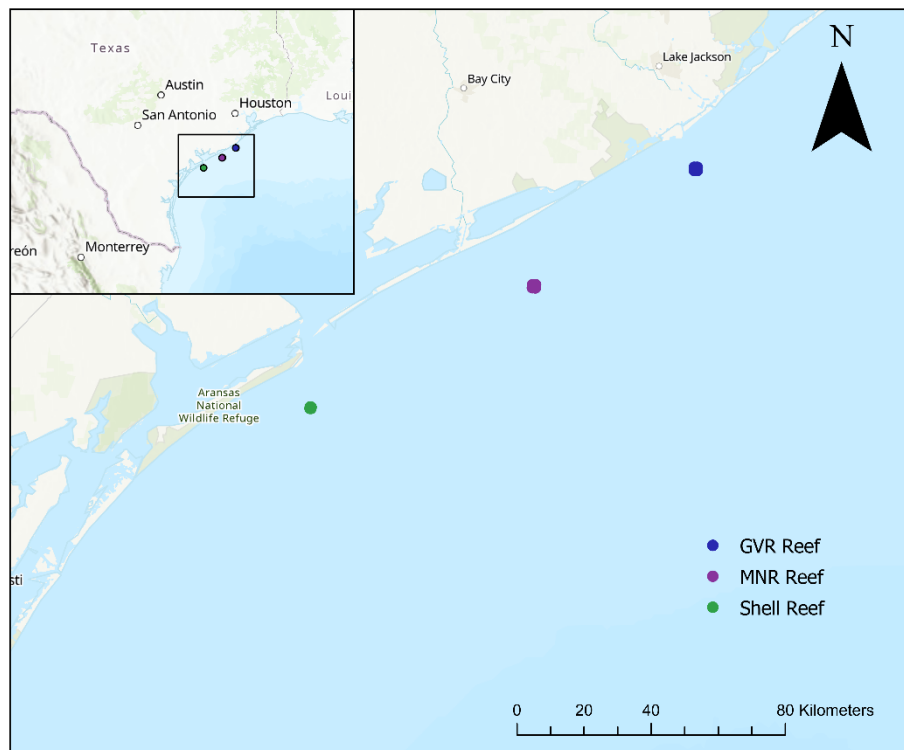 Texas
Austin
Houston
Loui
San Antonio
reón
Monterrey
N
Lake Jackson
Bay City
Aransas
National
Wildlife Refuge
sti
GVR Reef
MNR Reef
Shell Reef
0 20 40 80 Kilometers